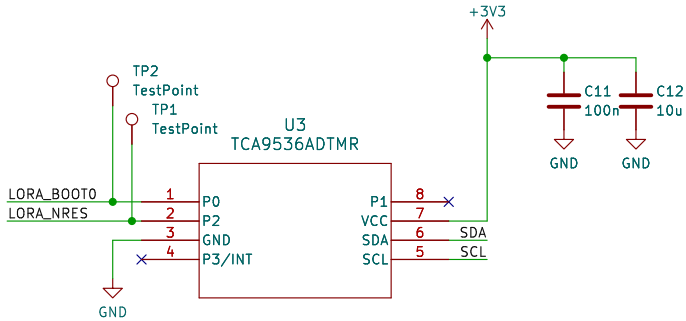 +3V3
TP2
TestPoint
TP1
TestPoint
C11
100n
C12
10u
GND
GND
U3
TCA9536ADTMR
LORA_BOOT0
LORA_NRES
1
2
3
4
P0
P2
GND
P3/INT
P1
VCC
SDA
SCL
8
7
6
5
SDA
SCL
GND